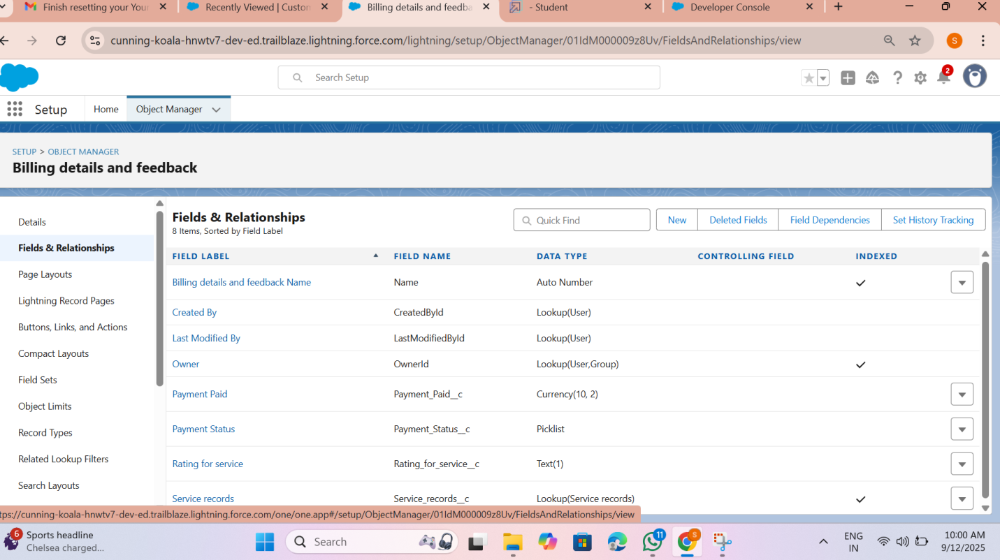 Finish resetting your Your
Recently Viewed | Custon
Billing details and feedba
- Student
Developer Console
cunning-koala-hnwtv7-dev-ed.trailblaze.lightning.force.com/lightning/setup/ObjectManager/01IdM000009z8Uv/FieldsAndRelationships/view
S
Search Setup
2
Setup
Home
Object Manager
SETUP > OBJECT MANAGER
Billing details and feedback
Details
Fields & Relationships
Page Layouts
Lightning Record Pages
Buttons, Links, and Actions
Compact Layouts
Field Sets
Object Limits
Record Types
Related Lookup Filters
Search Layouts
Fields & Relationships
8 Items, Sorted by Field Label
Quick Find
New
Deleted Fields
Field Dependencies
Set History Tracking
FIELD LABEL FIELD NAME DATA TYPE CONTROLLING FIELD INDEXED
Billing details and feedback Name Name Auto Number
Created By CreatedById Lookup(User)
Last Modified By LastModifiedById Lookup(User)
Owner OwnerId Lookup(User,Group)
Payment Paid Payment_Paid__c Currency(10, 2)
Payment Status Payment_Status__c Picklist
Rating for service Rating_for_service__c Text(1)
Service records Service_records__c Lookup(Service records)
tps://cunning-koala-hnwtv7-dev-ed.trailblaze.lightning.force.com/one/one.app#/setup/ObjectManager/01IdM000009z8Uv/FieldsAndRelationships/view
6
Sports headline
Chelsea charged...
Search
11
S
ENG
IN
10:00 AM
9/12/2025